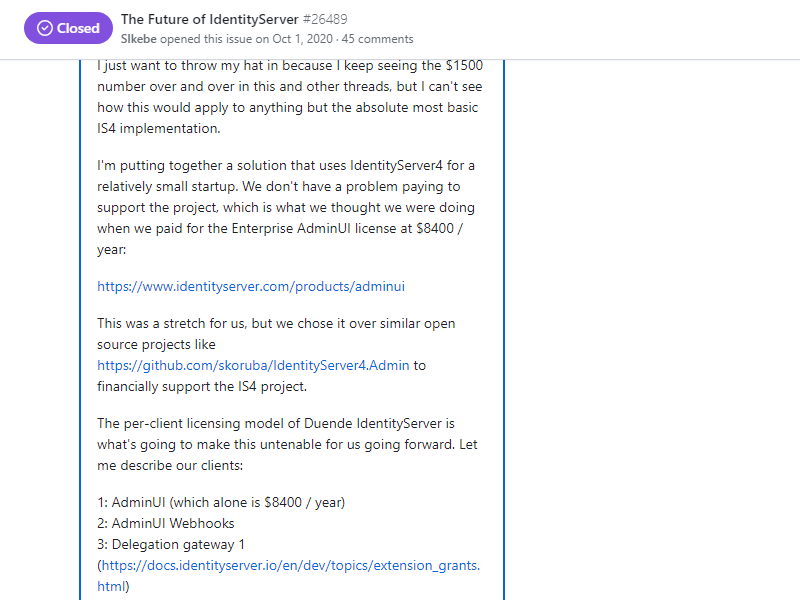 Closed
The Future of IdentityServer #26489
SIkebe opened this issue on Oct 1, 2020 · 45 comments
I just want to throw my hat in because I keep seeing the $1500
number over and over in this and other threads, but I can't see
how this would apply to anything but the absolute most basic
IS4 implementation.
I'm putting together a solution that uses IdentityServer4 for a
relatively small startup. We don't have a problem paying to
support the project, which is what we thought we were doing
when we paid for the Enterprise AdminUI license at $8400 /
year:
https://www.identityserver.com/products/adminui
This was a stretch for us, but we chose it over similar open
source projects like
https://github.com/skoruba/IdentityServer4.Admin to
financially support the IS4 project.
The per-client licensing model of Duende IdentityServer is
what's going to make this untenable for us going forward. Let
me describe our clients:
1: AdminUI (which alone is $8400 / year)
2: AdminUI Webhooks
3: Delegation gateway 1
(https://docs.identityserver.io/en/dev/topics/extension_grants.
html)